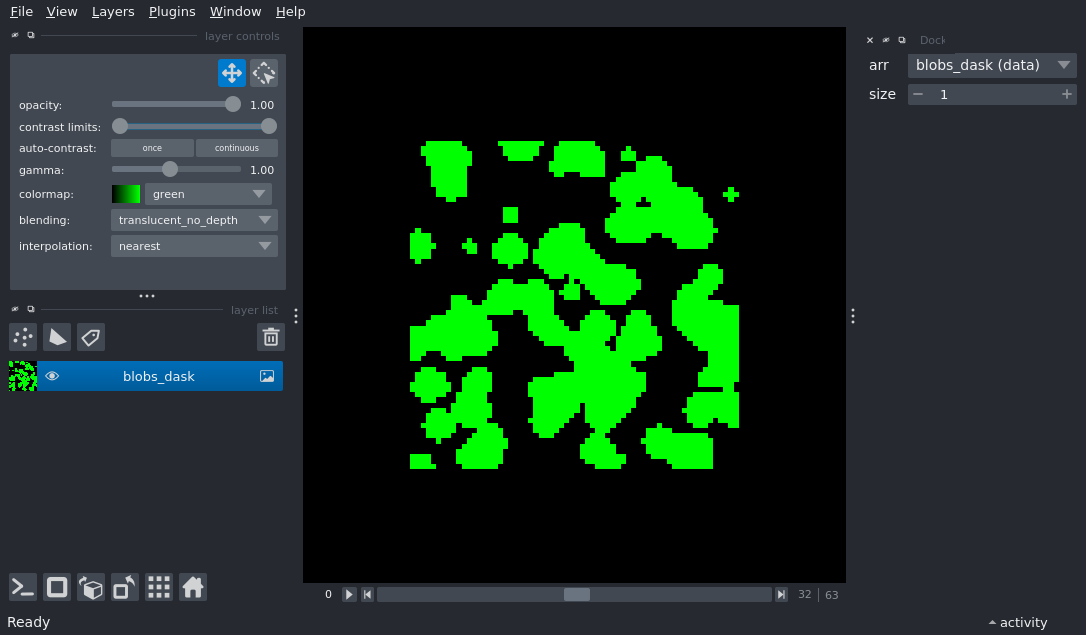 File View Layers Plugins Window Help
layer controls
opacity: 1.00
contrast limits:
auto-contrast: once continuous
gamma: 1.00
colormap: green
blending: translucent_no_depth
interpolation: nearest
layer list
blobs_dask
0 32 63
Ready
activity
arr blobs_dask (data)
size 1